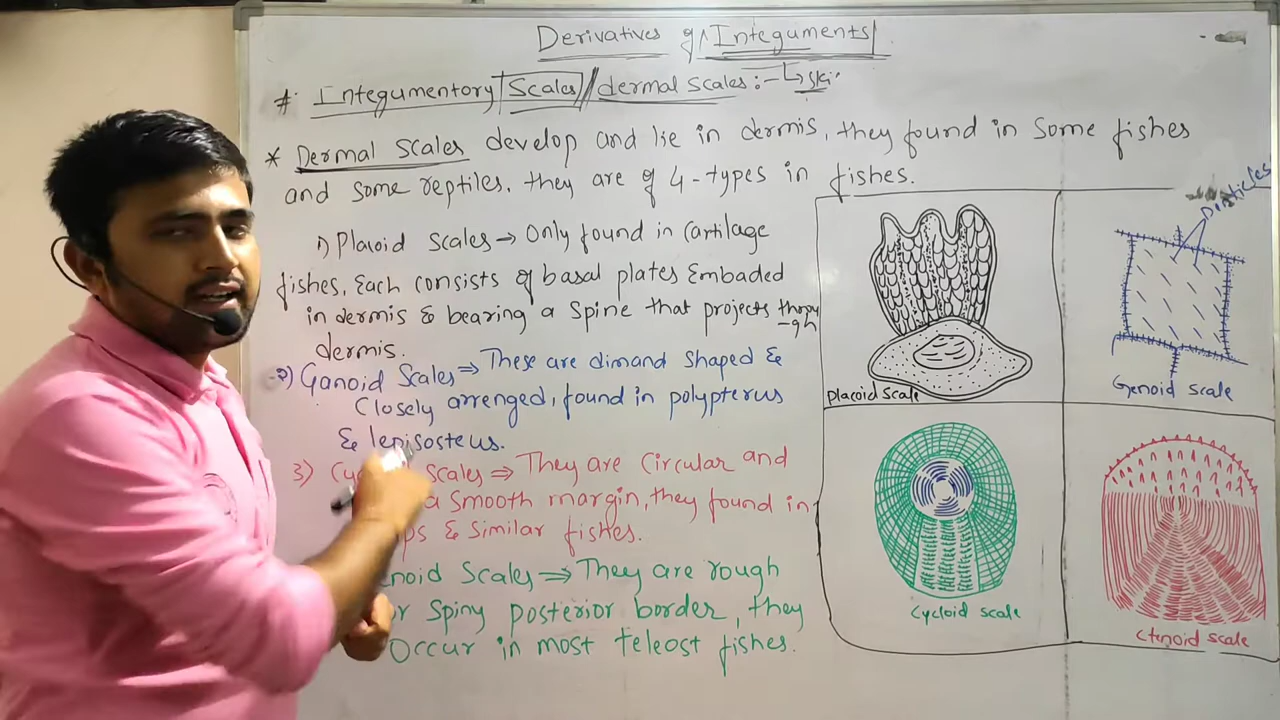 Derivatives of Integuments
# Integumentory Scales // dermal scales :- ↳ Ski.
* Dermal scales develop and lie in dermis, they found in some fishes
and some reptiles. they are of 4-types in fishes.
1) Placoid Scales → Only found in Cartilage
fishes, Each consists of basal plates Embaded
in dermis & bearing a spine that projects throu
-gh
dermis.
2) Ganoid Scales ⇒ These are dimand shaped &
Closely arrenged, found in polypterus
& lepisosteus.
3) Scales ⇒ They are Circular and
a Smooth margin, they found in
ps & Similar fishes.
noid Scales ⇒ They are rough
or Spiny posterior border, they
Occur in most teleost fishes.
Placoid scale
Denticles
Genoid scale
Cycloid scale
Ctenoid scale